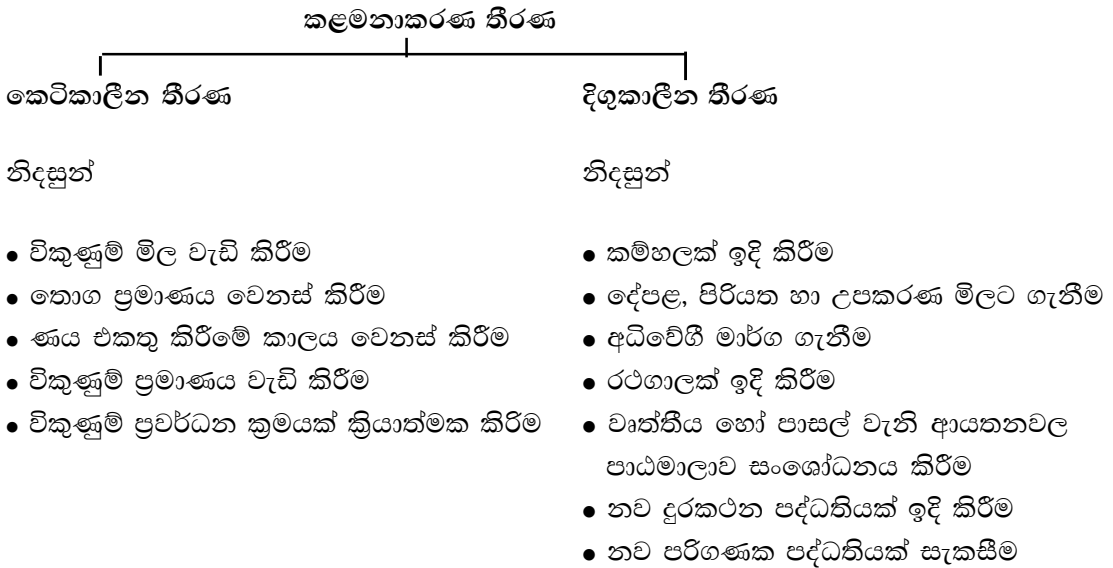 කළමනාකරණ තීරණ
කෙටිකාලීන තීරණ
නිදසුන්
• විකුණුම් මිල වැඩි කිරීම
• තොග ප්‍රමාණය වෙනස් කිරීම
• ණය එකතු කිරීමේ කාලය වෙනස් කිරීම
• විකුණුම් ප්‍රමාණය වැඩි කිරීම
• විකුණුම් ප්‍රවර්ධන ක්‍රමයක් ක්‍රියාත්මක කිරිම
දිගුකාලීන තීරණ
නිදසුන්
• කම්හලක් ඉදි කිරීම
• දේපළ, පිරියත හා උපකරණ මිලට ගැනීම
• අධිවේගී මාර්ග ගැනීම
• රථගාලක් ඉදි කිරීම
• වෘත්තීය හෝ පාසල් වැනි ආයතනවල
පාඨමාලාව සංශෝධනය කිරීම
• නව දුරකථන පද්ධතියක් ඉදි කිරීම
• නව පරිගණක පද්ධතියක් සැකසීම